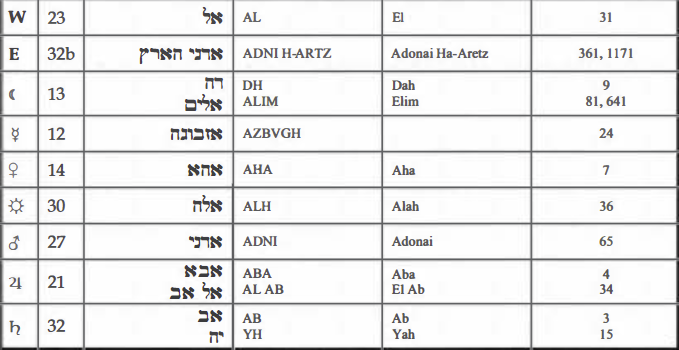 W 23 אל AL El 31
E 32b אדני הארץ ADNI H-ARTZ Adonai Ha-Aretz 361, 1171
☾ 13 דה DH Dah 9
אלים ALIM Elim 81, 641
☿ 12 אזבוגה AZBVGH 24
♀ 14 אהא AHA Aha 7
☼ 30 אלה ALH Alah 36
♂ 27 אדני ADNI Adonai 65
♃ 21 אבא ABA Aba 4
אל אב AL AB El Ab 34
♄ 32 אב AB Ab 3
יה YH Yah 15